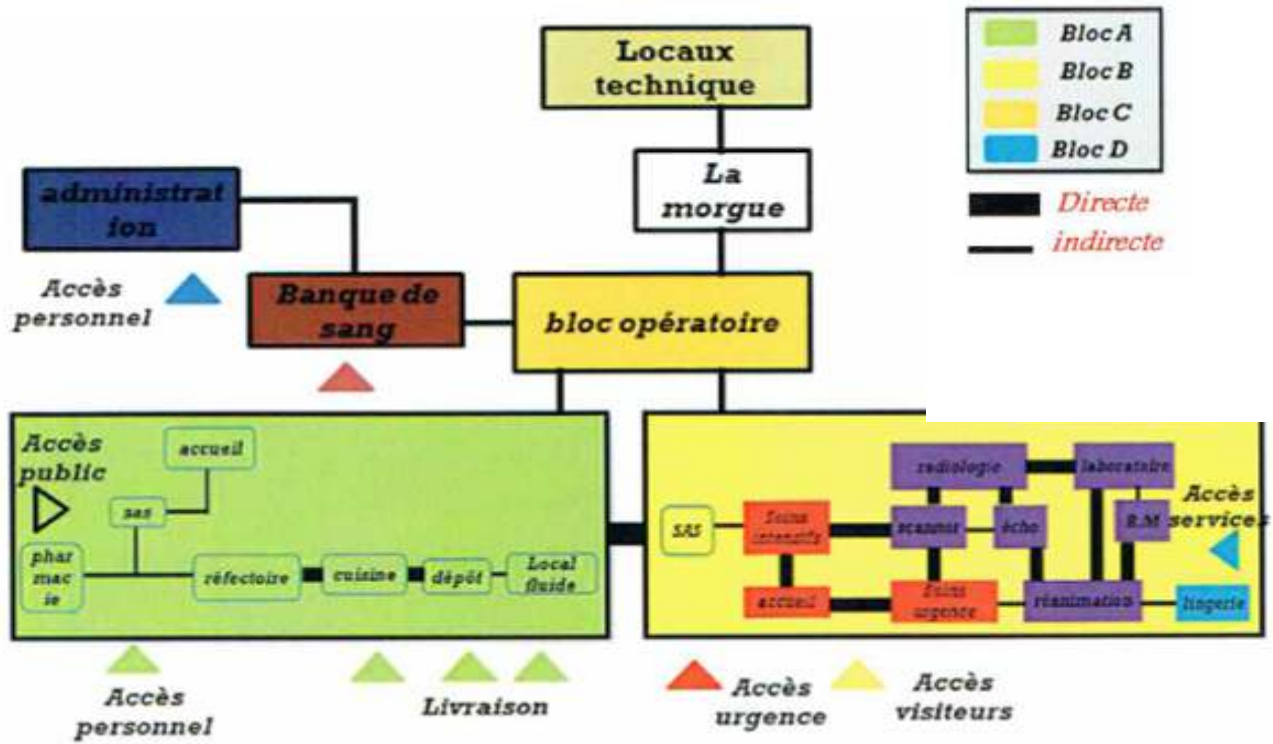 Locaux
technique
La
morgue
administrat
ion
Accès
personnel
Banque de
sang
bloc opératoire
Bloc A
Bloc B
Bloc C
Bloc D
Directe
indirecte
Accès
public
accueil
sas
phar
mac
ie
réfectoire
cuisine
dépôt
Local
fluide
Accès
personnel
Livraison
radiologie
laboratoire
SAS
Soins
intensifs
scanner
écho
Accès
services
accueil
Soins
urgence
réanimation
lingerie
Accès
urgence
Accès
visiteurs